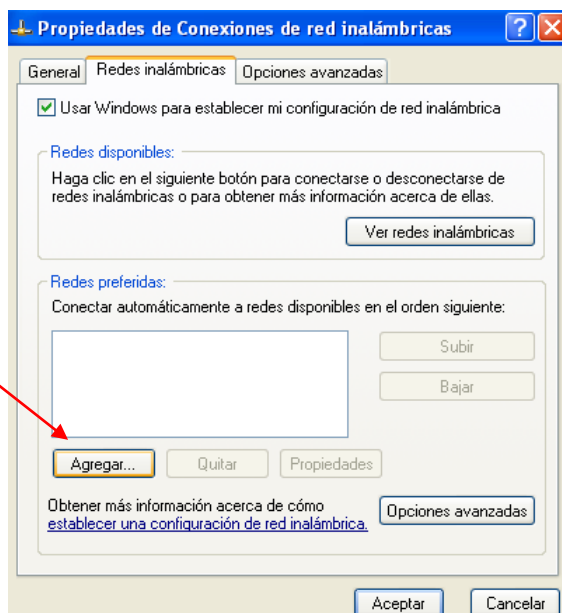 Propiedades de Conexiones de red inalámbricas
General Redes inalámbricas Opciones avanzadas
Usar Windows para establecer mi configuración de red inalámbrica
Redes disponibles:
Haga clic en el siguiente botón para conectarse o desconectarse de
redes inalámbricas o para obtener más información acerca de ellas.
Ver redes inalámbricas
Redes preferidas:
Conectar automáticamente a redes disponibles en el orden siguiente:
Subir
Bajar
Agregar... Quitar Propiedades
Obtener más información acerca de cómo
establecer una configuración de red inalámbrica.
Opciones avanzadas
Aceptar Cancelar